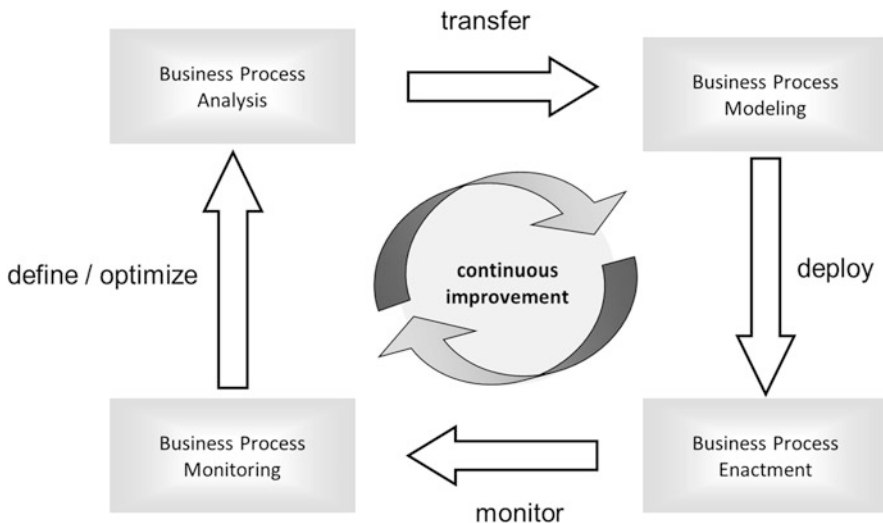 transfer
Business Process
Analysis
Business Process
Modeling
define / optimize
continuous
improvement
deploy
Business Process
Monitoring
Business Process
Enactment
monitor